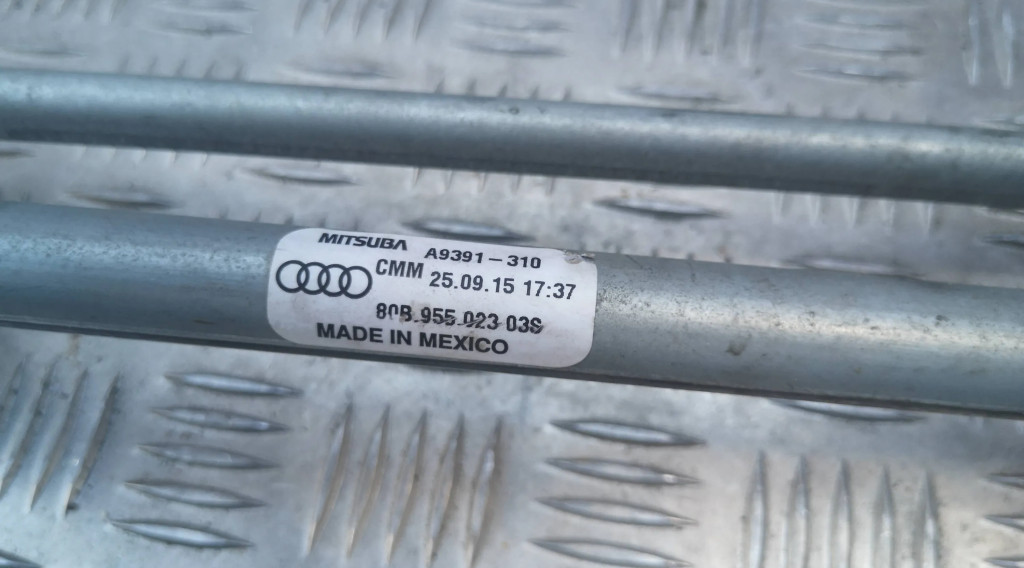 MITSUBA A9391-310
CMM 25.09.15 17:37
80B.955.023 03S
MADE IN MEXICO